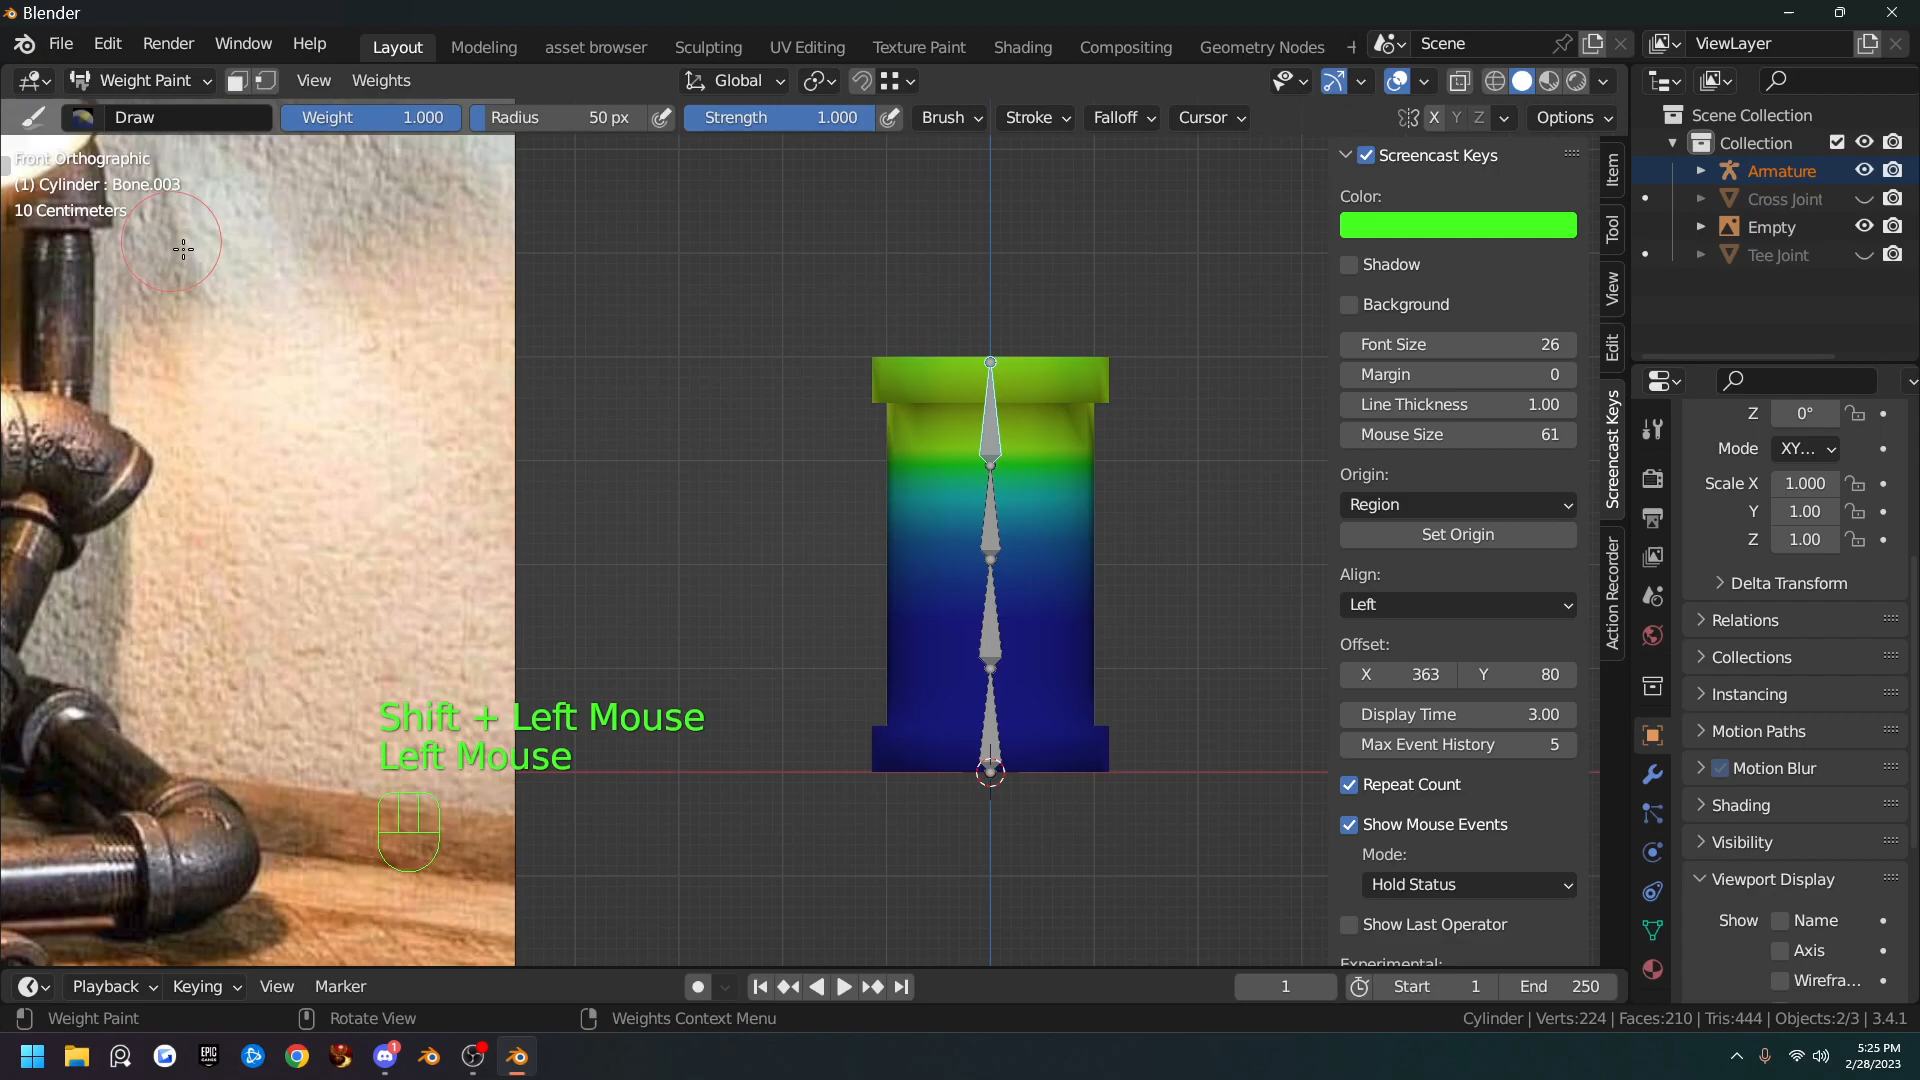 Blender
File Edit Render Window Help Layout Modeling asset browser Sculpting UV Editing Texture Paint Shading Compositing Geometry Nodes Scene ViewLayer
Weight Paint View Weights Global
Draw Weight 1.000 Radius 50 px Strength 1.000 Brush Stroke Falloff Cursor X Y Z Options
Front Orthographic
(1) Cylinder : Bone.003
10 Centimeters
Shift + Left Mouse
Left Mouse
Screencast Keys
Color:
Shadow
Background
Font Size 26
Margin 0
Line Thickness 1.00
Mouse Size 61
Origin:
Region
Set Origin
Align:
Left
Offset:
X 363 Y 80
Display Time 3.00
Max Event History 5
Repeat Count
Show Mouse Events
Mode:
Hold Status
Show Last Operator
Experimental:
Item
Tool
View
Edit
Screencast Keys
Action Recorder
Scene Collection
Collection
Armature
Cross Joint
Empty
Tee Joint
Z 0°
Mode XY...
Scale X 1.000
Y 1.00
Z 1.00
Delta Transform
Relations
Collections
Instancing
Motion Paths
Motion Blur
Shading
Visibility
Viewport Display
Show Name
Axis
Wirefra...
Playback Keying View Marker 1 Start 1 End 250
Weight Paint Rotate View Weights Context Menu Cylinder | Verts:224 | Faces:210 | Tris:444 | Objects:2/3 | 3.4.1
EPIC GAMES
1
5:25 PM
2/28/2023